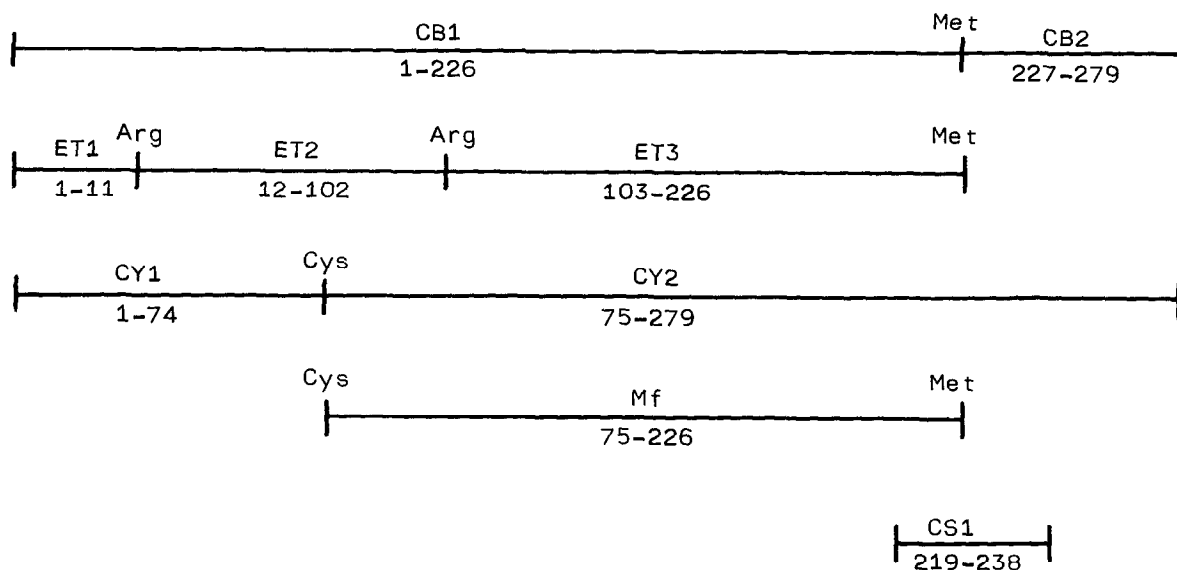 CB1 Met CB2
1-226 227-279
ET1 Arg ET2 Arg ET3 Met
1-11 12-102 103-226
CY1 Cys CY2
1-74 75-279
Cys Mf Met
75-226
CS1
219-238